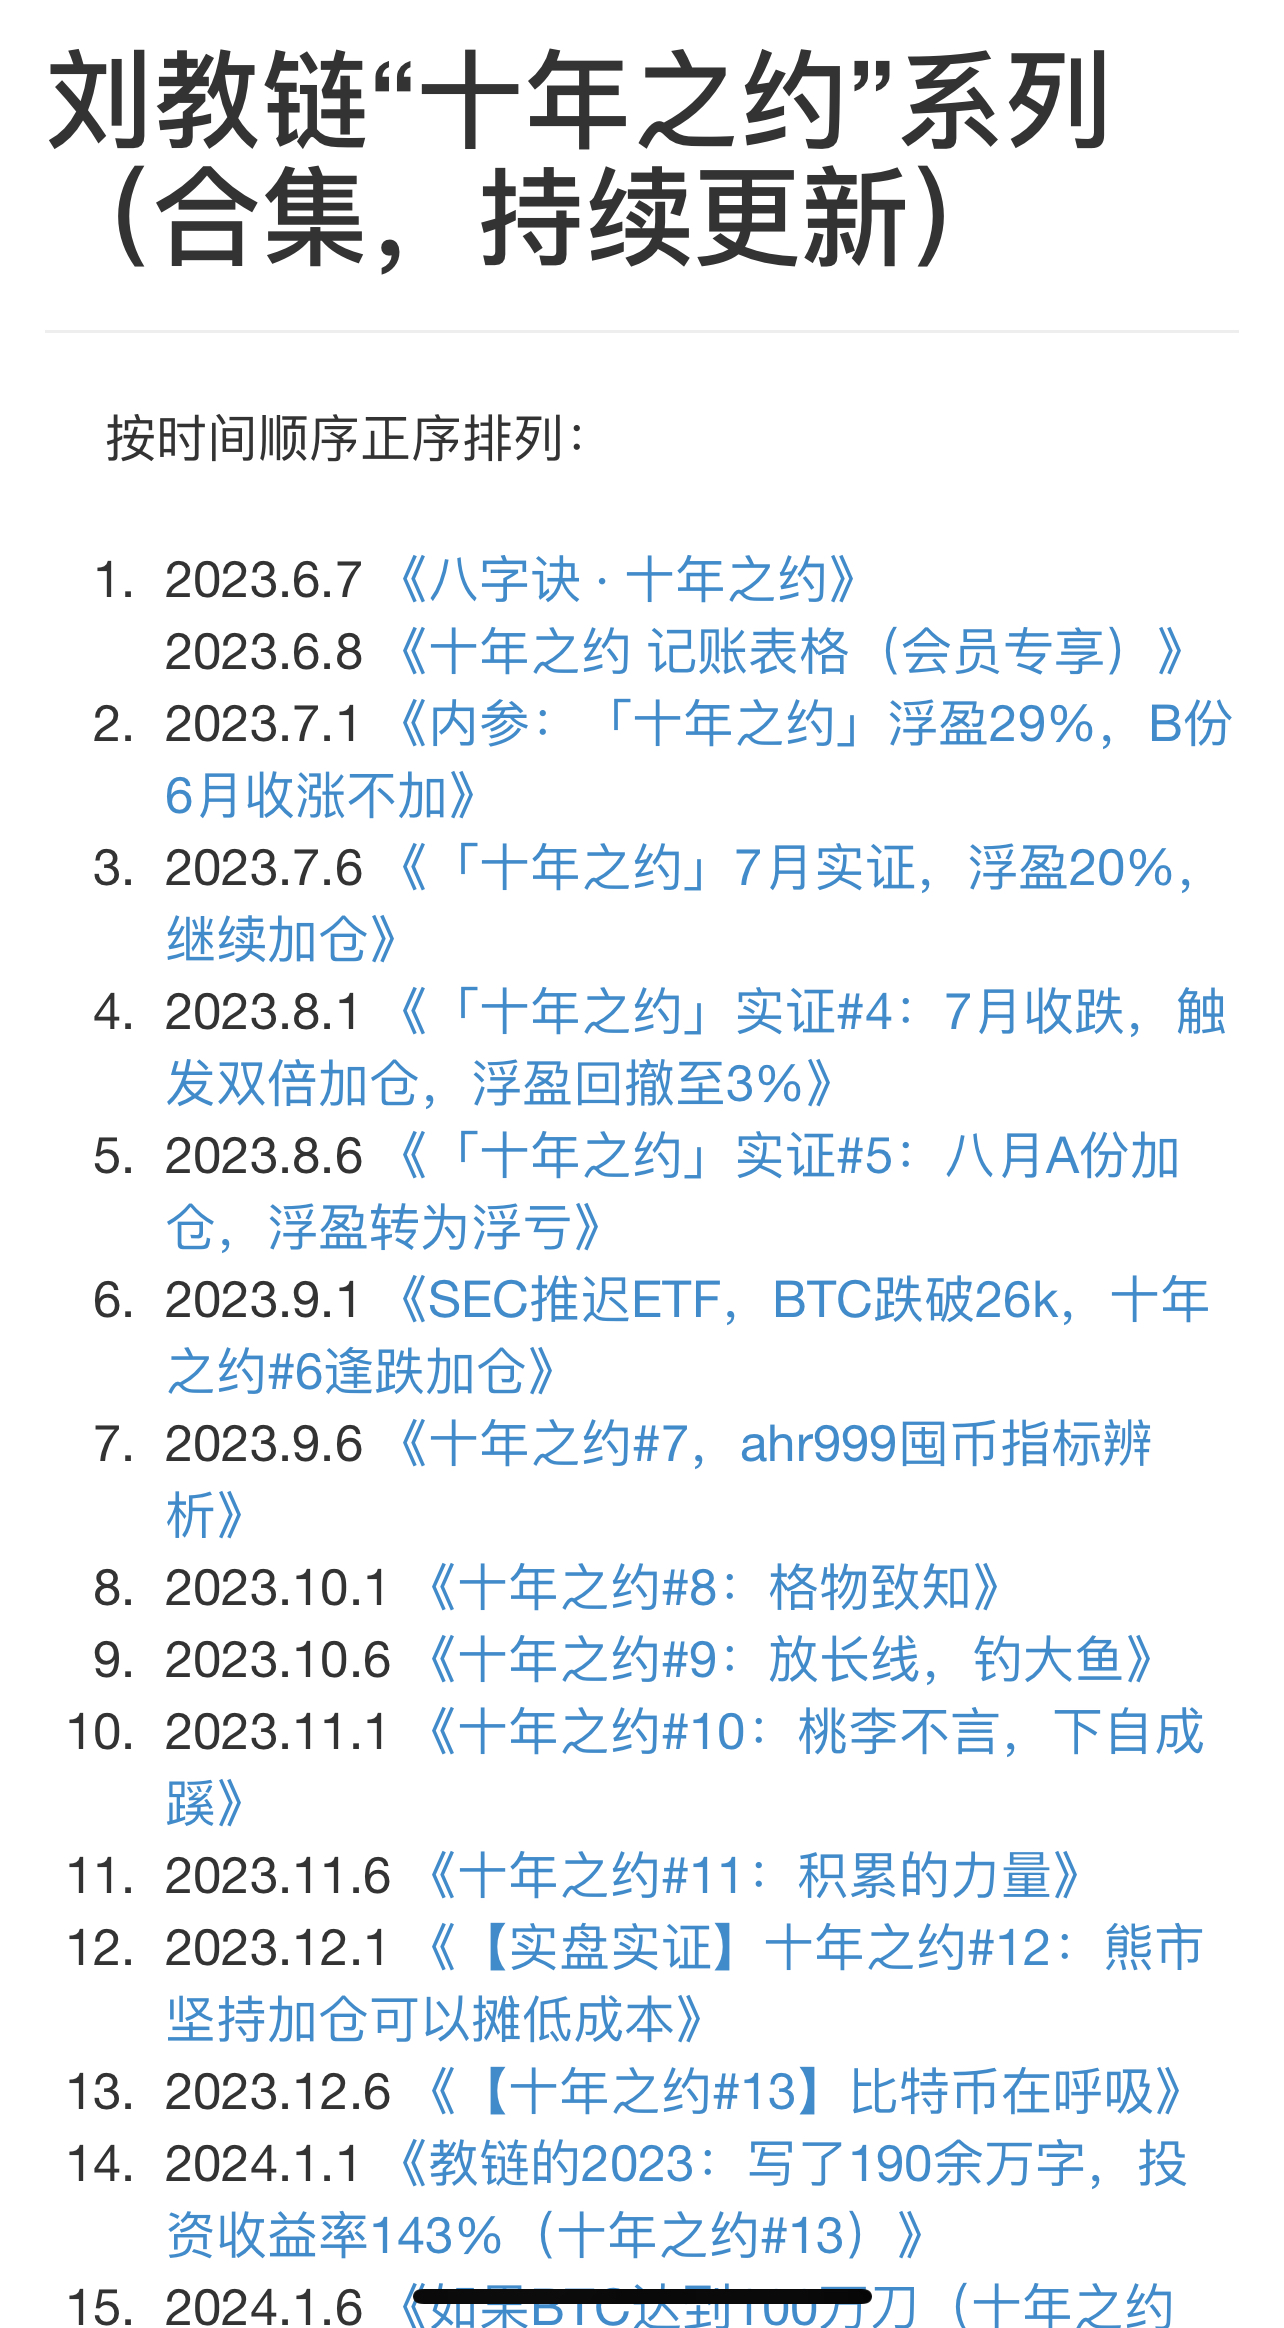 刘教链“十年之约”系列
（合集，持续更新）
按时间顺序正序排列：
1. 2023.6.7 《八字诀 · 十年之约》
2023.6.8 《十年之约 记账表格（会员专享）》
2. 2023.7.1 《内参：「十年之约」浮盈29%，B份
6月收涨不加》
3. 2023.7.6 《「十年之约」7月实证，浮盈20%，
继续加仓》
4. 2023.8.1 《「十年之约」实证#4：7月收跌，触
发双倍加仓，浮盈回撤至3%》
5. 2023.8.6 《「十年之约」实证#5：八月A份加
仓，浮盈转为浮亏》
6. 2023.9.1 《SEC推迟ETF，BTC跌破26k，十年
之约#6逢跌加仓》
7. 2023.9.6 《十年之约#7，ahr999囤币指标辨
析》
8. 2023.10.1 《十年之约#8：格物致知》
9. 2023.10.6 《十年之约#9：放长线，钓大鱼》
10. 2023.11.1 《十年之约#10：桃李不言，下自成
蹊》
11. 2023.11.6 《十年之约#11：积累的力量》
12. 2023.12.1 《【实盘实证】十年之约#12：熊市
坚持加仓可以摊低成本》
13. 2023.12.6 《【十年之约#13】比特币在呼吸》
14. 2024.1.1 《教链的2023：写了190余万字，投
资收益率143%（十年之约#13）》
15. 2024.1.6 《如果BTC达到100万刀（十年之约